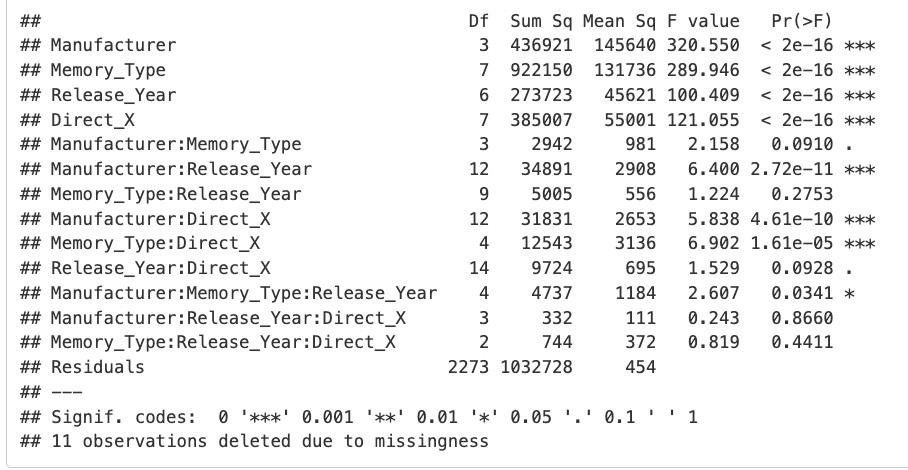 ##                                         Df  Sum Sq Mean Sq F value   Pr(>F)
## Manufacturer                             3  436921  145640 320.550  < 2e-16 ***
## Memory_Type                              7  922150  131736 289.946  < 2e-16 ***
## Release_Year                             6  273723   45621 100.409  < 2e-16 ***
## Direct_X                                 7  385007   55001 121.055  < 2e-16 ***
## Manufacturer:Memory_Type                 3    2942     981   2.158   0.0910 .
## Manufacturer:Release_Year               12   34891    2908   6.400 2.72e-11 ***
## Memory_Type:Release_Year                 9    5005     556   1.224   0.2753
## Manufacturer:Direct_X                   12   31831    2653   5.838 4.61e-10 ***
## Memory_Type:Direct_X                     4   12543    3136   6.902 1.61e-05 ***
## Release_Year:Direct_X                   14    9724     695   1.529   0.0928 .
## Manufacturer:Memory_Type:Release_Year    4    4737    1184   2.607   0.0341 *
## Manufacturer:Release_Year:Direct_X       3     332     111   0.243   0.8660
## Memory_Type:Release_Year:Direct_X        2     744     372   0.819   0.4411
## Residuals                             2273 1032728     454
## ---
## Signif. codes:  0 '***' 0.001 '**' 0.01 '*' 0.05 '.' 0.1 ' ' 1
## 11 observations deleted due to missingness